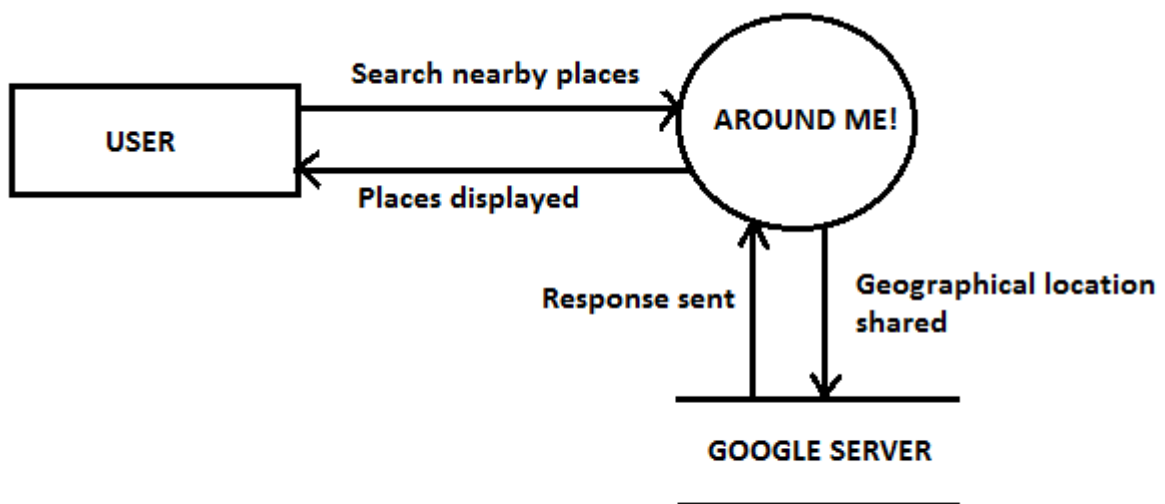 Search nearby places
USER
AROUND ME!
Places displayed
Response sent
Geographical location
shared
GOOGLE SERVER